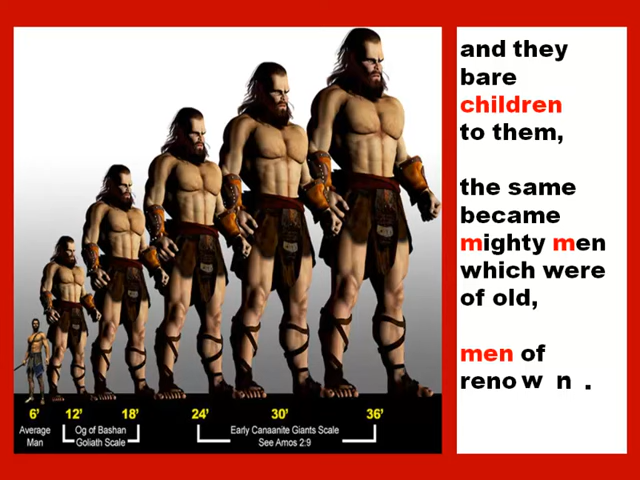 and they
bare
children
to them,
the same
became
mighty men
which were
of old,
men of
renow n .
6' 12' 18' 24' 30' 36'
Average
Man
Og of Bashan
Goliath Scale
Early Canaanite Giants Scale
See Amos 2:9